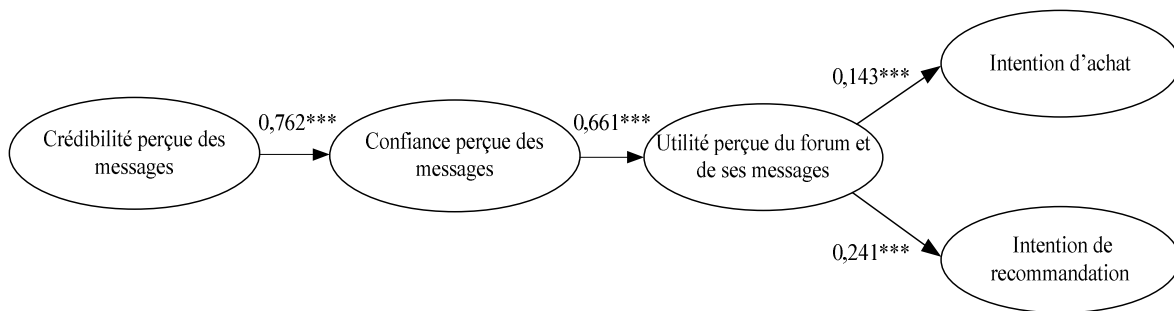 Crédibilité perçue des
messages
0,762***
Confiance perçue des
messages
0,661***
Utilité perçue du forum et
de ses messages
0,143***
Intention d'achat
0,241***
Intention de
recommandation